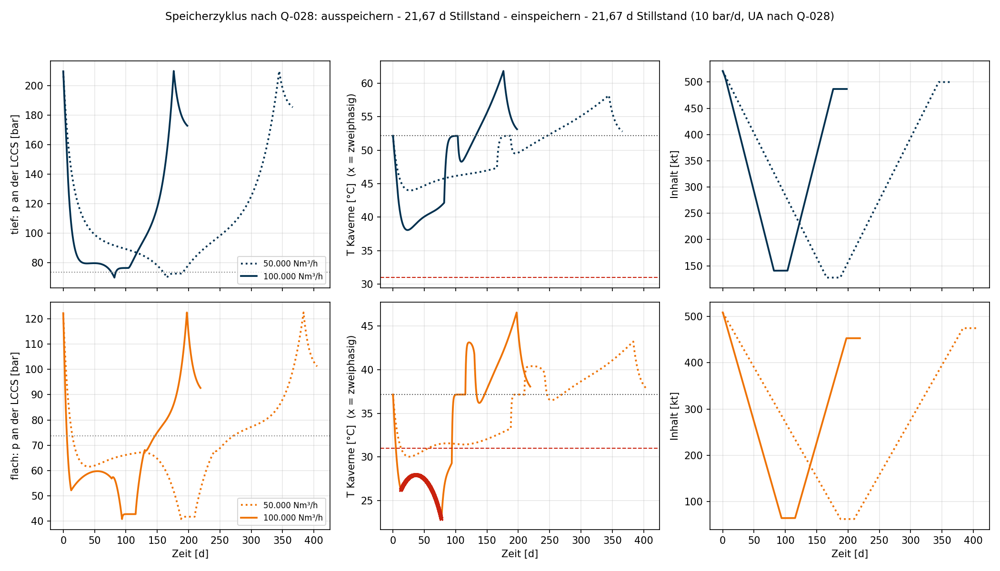 Speicherzyklus nach Q-028: ausspeichern - 21,67 d Stillstand - einspeichern - 21,67 d Stillstand (10 bar/d, UA nach Q-028)
tief: p an der LCCS [bar]
200
180
160
140
120
100
80
50.000 Nm³/h
100.000 Nm³/h
T Kaverne [°C] (x = zweiphasig)
60
55
50
45
40
35
30
Inhalt [kt]
500
450
400
350
300
250
200
150
flach: p an der LCCS [bar]
120
110
100
90
80
70
60
50
40
50.000 Nm³/h
100.000 Nm³/h
0 50 100 150 200 250 300 350 400
Zeit [d]
T Kaverne [°C] (x = zweiphasig)
45
40
35
30
25
0 50 100 150 200 250 300 350 400
Zeit [d]
Inhalt [kt]
500
400
300
200
100
0 50 100 150 200 250 300 350 400
Zeit [d]